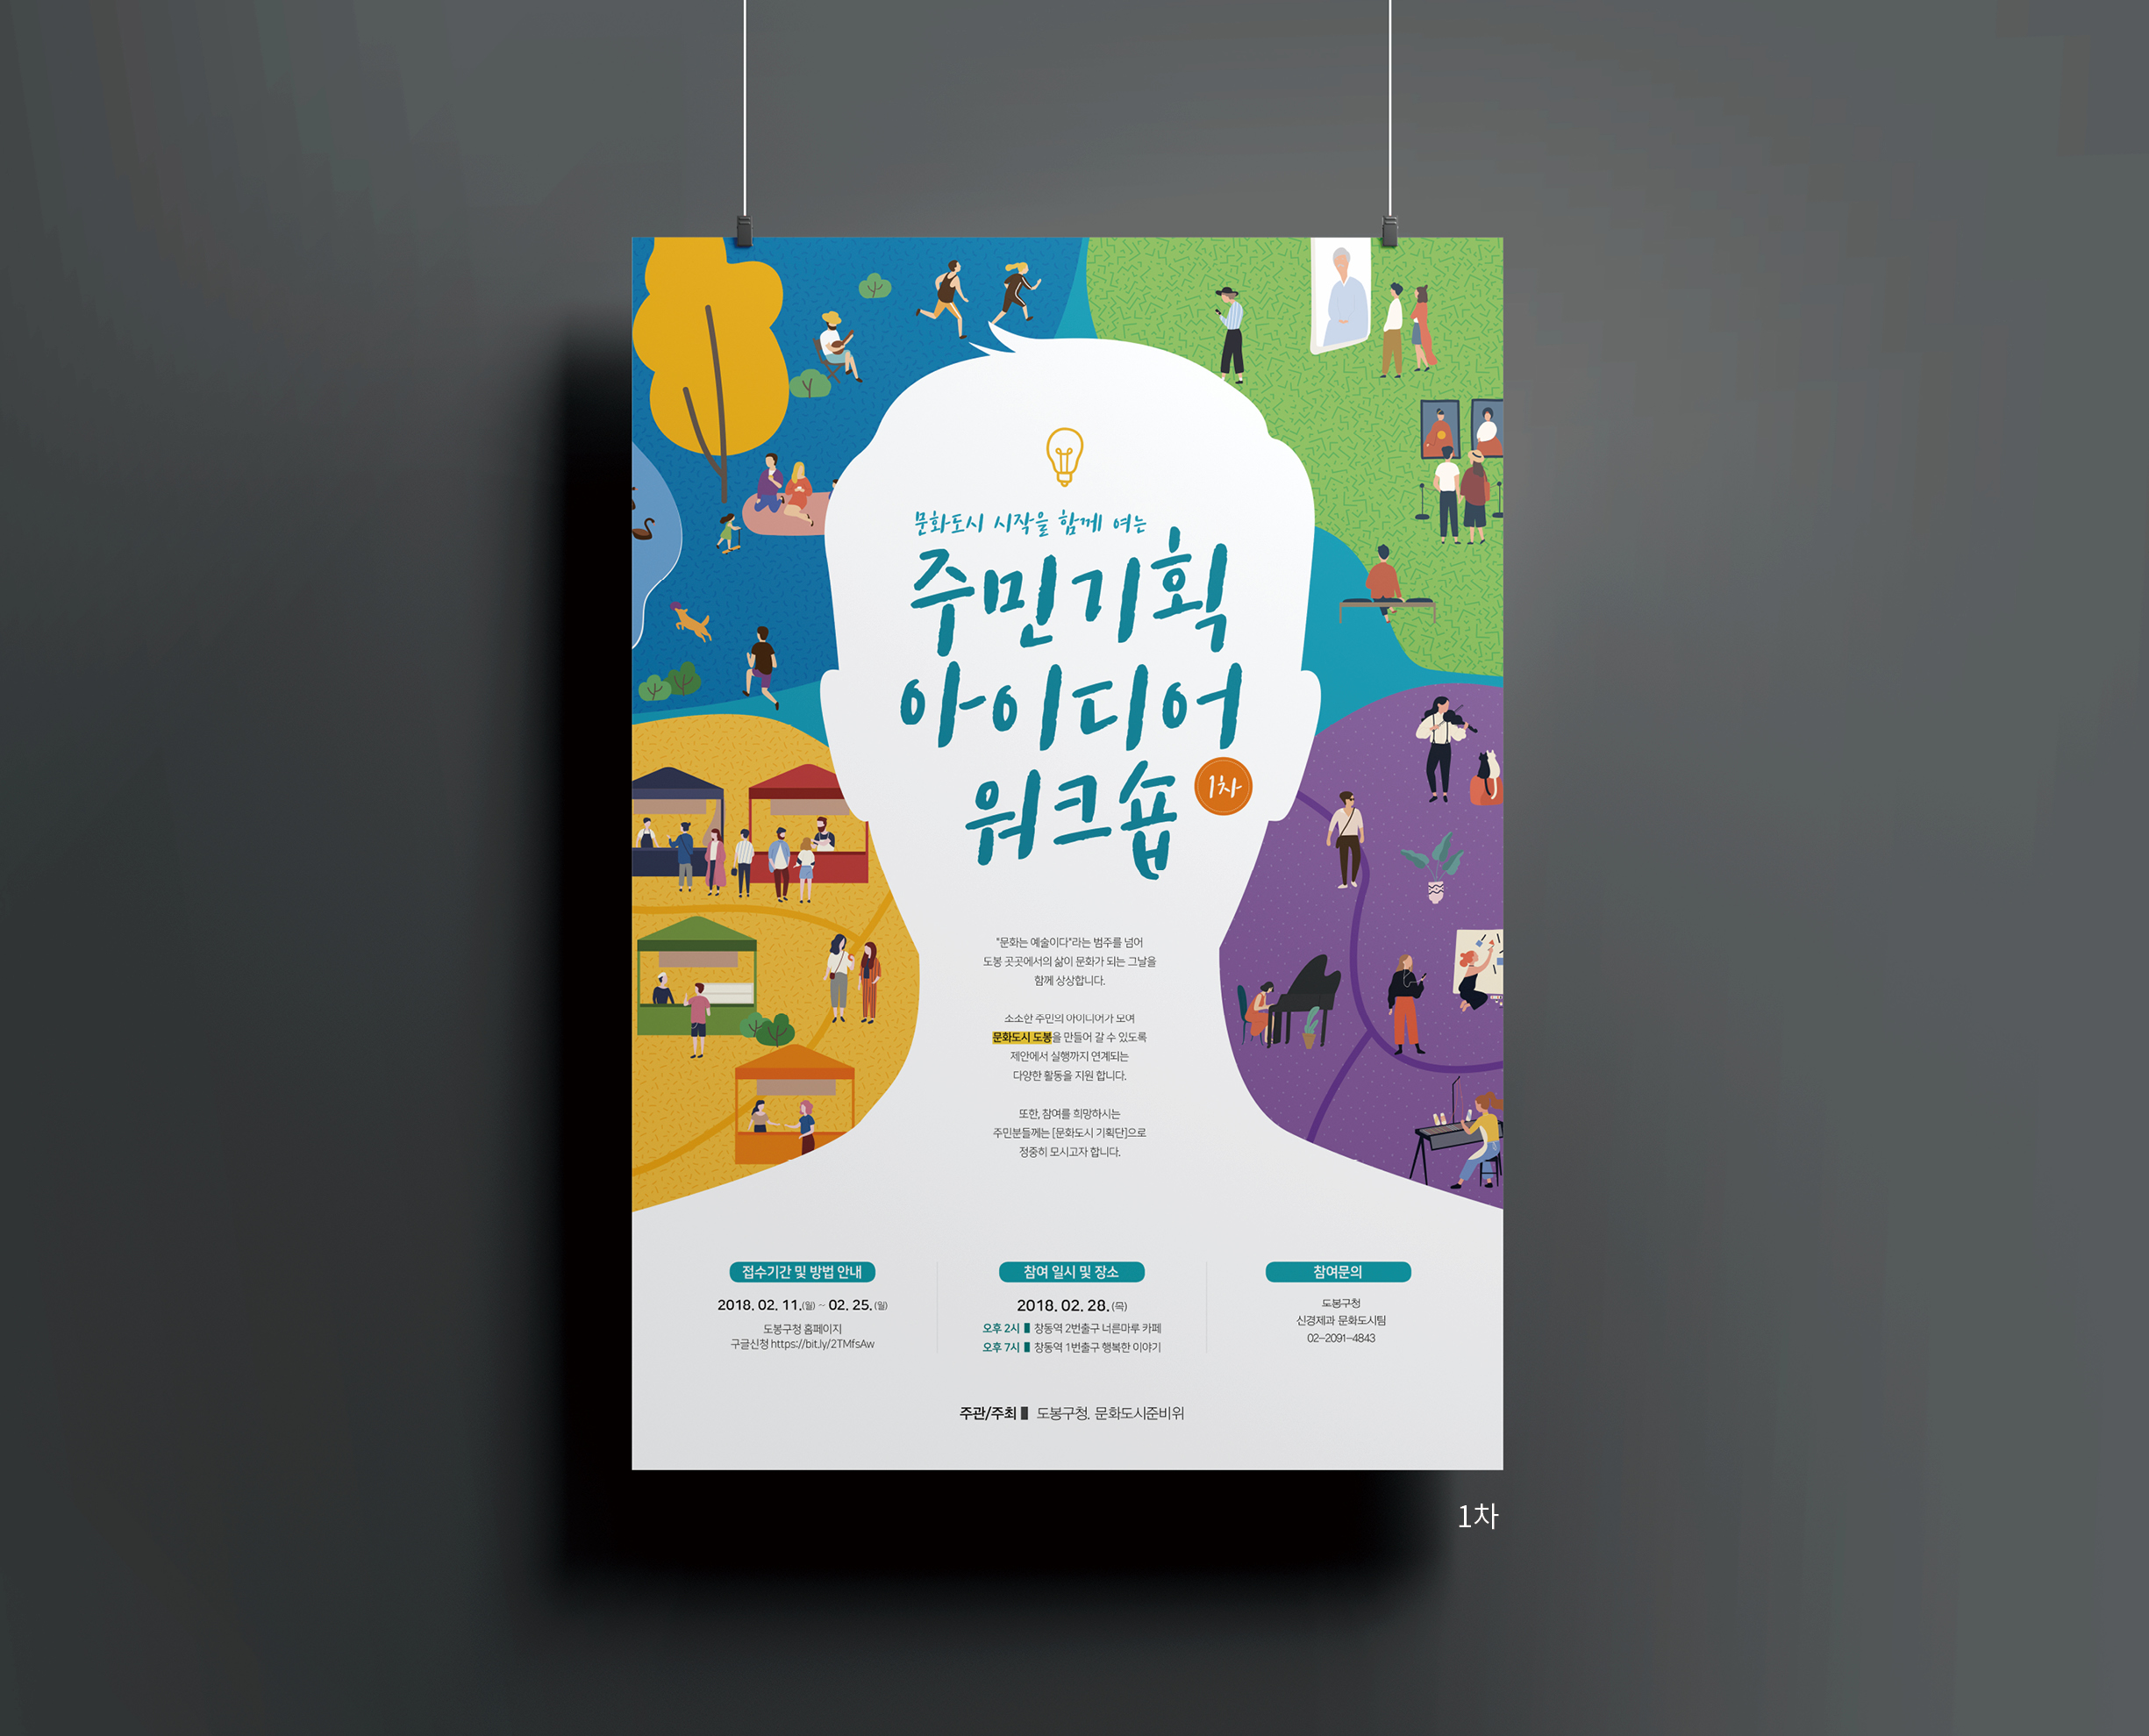 문화도시 시작을 함께 여는
주민기획
아이디어
워크숍 1차
"문화는 예술이다"라는 범주를 넘어
도봉 곳곳에서의 삶이 문화가 되는 그날을
함께 상상합니다.
소소한 주민의 아이디어가 모여
문화도시 도봉을 만들어 갈 수 있도록
제안에서 실행까지 연계되는
다양한 활동을 지원 합니다.
또한, 참여를 희망하시는
주민분들께는 [문화도시 기획단]으로
정중히 모시고자 합니다.
접수기간 및 방법 안내
2018. 02. 11.(월) ~ 02. 25.(월)
도봉구청 홈페이지
구글신청 https://bit.ly/2TMfsAw
참여 일시 및 장소
2018. 02. 28.(목)
오후 2시 창동역 2번출구 너른마루 카페
오후 7시 창동역 1번출구 행복한 이야기
참여문의
도봉구청
신경제과 문화도시팀
02-2091-4843
주관/주최 도봉구청. 문화도시준비위
1차